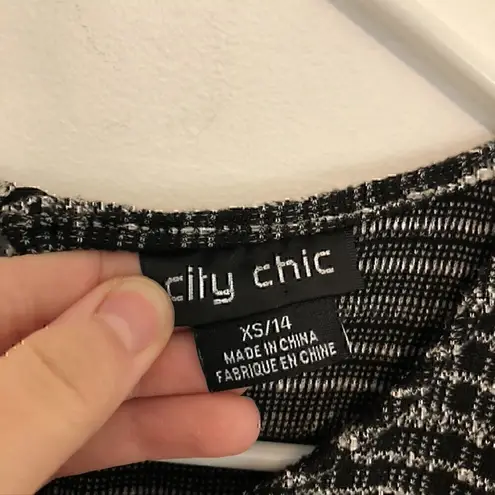 city chic
XS/14
MADE IN CHINA
FABRIQUE EN CHINE